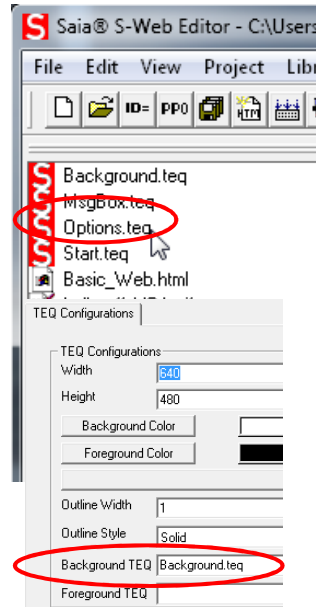 S Saia® S-Web Editor - C:\Users
File Edit View Project Libr
ID= PPO HTM
Background.teq
MsgBox.teq
Options.teq
Start.teq
Basic_Web.html
TEQ Configurations
TEQ Configurations
Width 640
Height 480
Background Color
Foreground Color
Outline Width 1
Outline Style Solid
Background TEQ Background.teq
Foreground TEQ